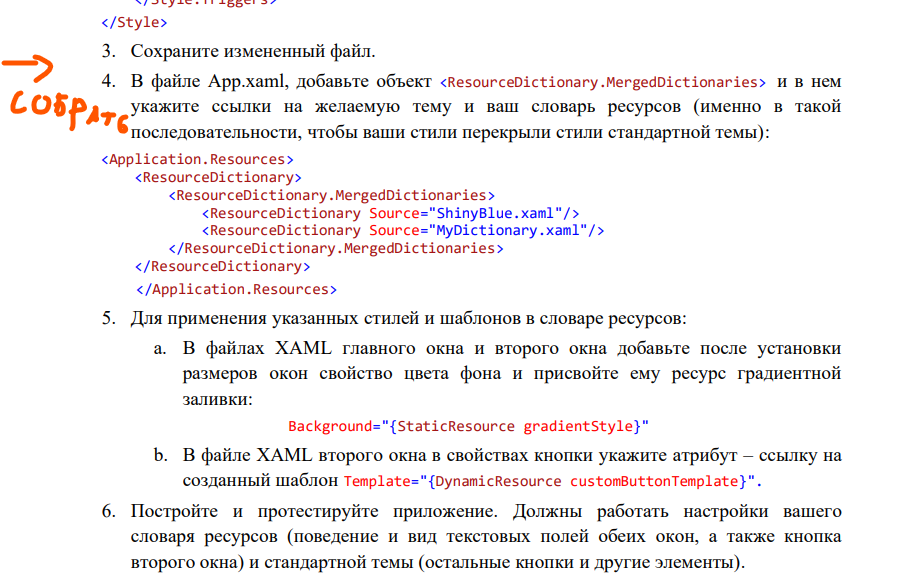 </Style.Triggers>
</Style>
3. Сохраните измененный файл.
4. В файле App.xaml, добавьте объект <ResourceDictionary.MergedDictionaries> и в нем
укажите ссылки на желаемую тему и ваш словарь ресурсов (именно в такой
последовательности, чтобы ваши стили перекрыли стили стандартной темы):
СОБРАТЬ
<Application.Resources>
<ResourceDictionary>
<ResourceDictionary.MergedDictionaries>
<ResourceDictionary Source="ShinyBlue.xaml"/>
<ResourceDictionary Source="MyDictionary.xaml"/>
</ResourceDictionary.MergedDictionaries>
</ResourceDictionary>
</Application.Resources>
5. Для применения указанных стилей и шаблонов в словаре ресурсов:
a. В файлах XAML главного окна и второго окна добавьте после установки
размеров окон свойство цвета фона и присвойте ему ресурс градиентной
заливки:
Background="{StaticResource gradientStyle}"
b. В файле XAML второго окна в свойствах кнопки укажите атрибут – ссылку на
созданный шаблон Template="{DynamicResource customButtonTemplate}".
6. Постройте и протестируйте приложение. Должны работать настройки вашего
словаря ресурсов (поведение и вид текстовых полей обеих окон, а также кнопка
второго окна) и стандартной темы (остальные кнопки и другие элементы).